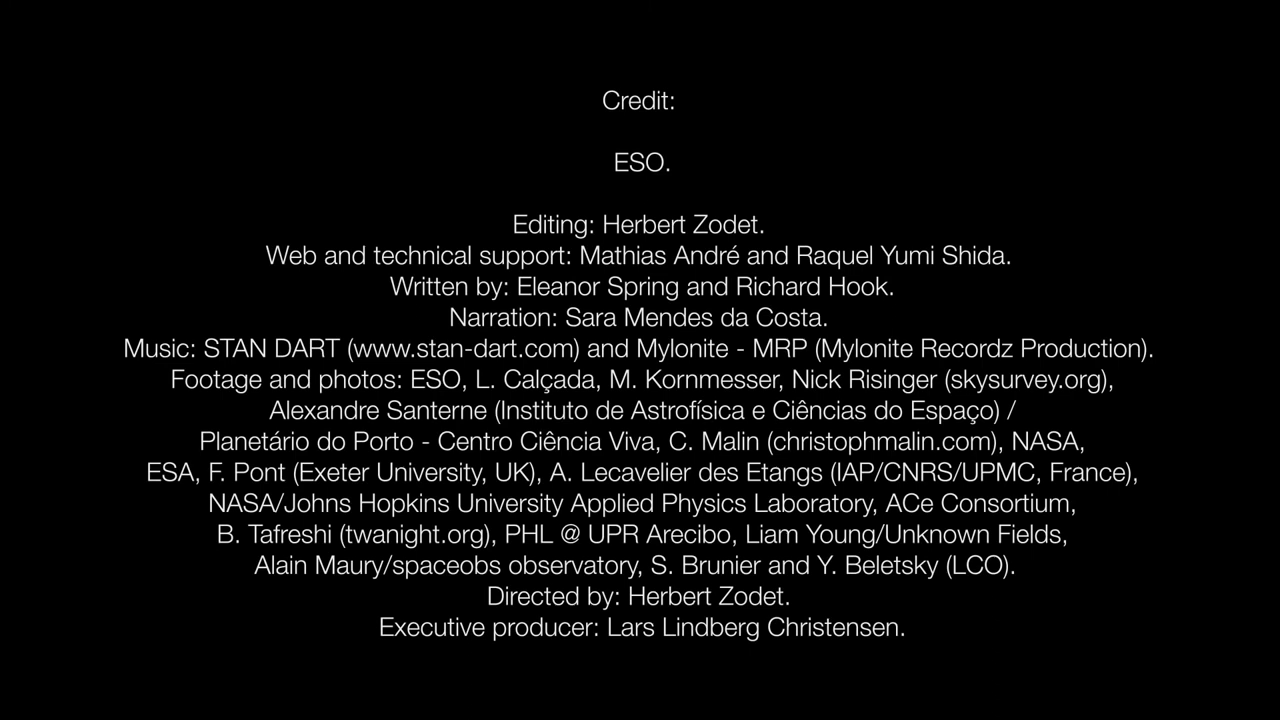 Credit:
ESO.
Editing: Herbert Zodet.
Web and technical support: Mathias André and Raquel Yumi Shida.
Written by: Eleanor Spring and Richard Hook.
Narration: Sara Mendes da Costa.
Music: STAN DART (www.stan-dart.com) and Mylonite - MRP (Mylonite Recordz Production).
Footage and photos: ESO, L. Calçada, M. Kornmesser, Nick Risinger (skysurvey.org),
Alexandre Santerne (Instituto de Astrofísica e Ciências do Espaço) /
Planetário do Porto - Centro Ciência Viva, C. Malin (christophmalin.com), NASA,
ESA, F. Pont (Exeter University, UK), A. Lecavelier des Etangs (IAP/CNRS/UPMC, France),
NASA/Johns Hopkins University Applied Physics Laboratory, ACe Consortium,
B. Tafreshi (twanight.org), PHL @ UPR Arecibo, Liam Young/Unknown Fields,
Alain Maury/spaceobs observatory, S. Brunier and Y. Beletsky (LCO).
Directed by: Herbert Zodet.
Executive producer: Lars Lindberg Christensen.